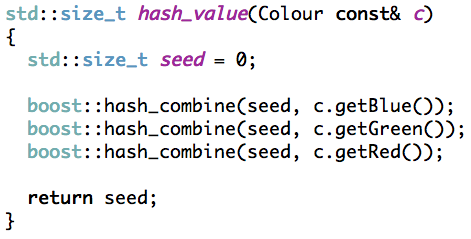 std::size_t hash_value(Colour const& c)
{
  std::size_t seed = 0;

  boost::hash_combine(seed, c.getBlue());
  boost::hash_combine(seed, c.getGreen());
  boost::hash_combine(seed, c.getRed());

  return seed;
}